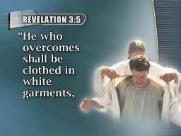 REVELATION 3:5
“He who
overcomes
shall be
clothed in
white
garments,